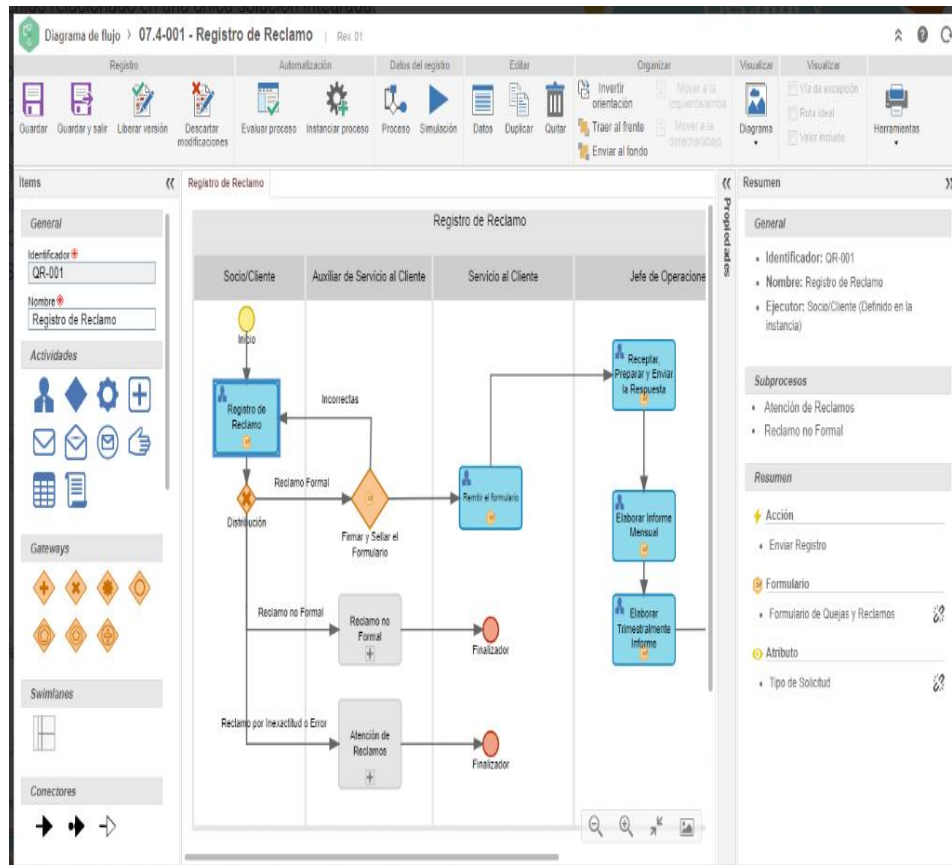 nido relacionado en una única solución integrada.
Diagrama de flujo > 07.4-001 - Registro de Reclamo | Rev. 01
Registro
Automatización
Datos del registro
Editar
Organizar
Visualizar
Visualizar
Guardar
Guardar y salir
Liberar versión
Descartar
modificaciones
Evaluar proceso
Instanciar proceso
Proceso
Simulación
Datos
Duplicar
Quitar
Invertir
orientación
Traer al frente
Enviar al fondo
Mover a la
izquierda/arriba
Mover a la
derecha/abajo
Diagrama
Vía de excepción
Ruta ideal
Valor incluido
Herramientas
Ítems
General
Identificador
QR-001
Nombre
Registro de Reclamo
Actividades
Gateways
Swimlanes
Conectores
Registro de Reclamo
Registro de Reclamo
Socio/Cliente
Auxiliar de Servicio al Cliente
Servicio al Cliente
Jefe de Operacione
Inicio
Registro de
Reclamo
Incorrectas
Receptar,
Preparar y Enviar
la Respuesta
Reclamo Formal
Distribución
Firmar y Sellar el
Formulario
Remitir el formulario
Elaborar Informe
Mensual
Reclamo no Formal
Reclamo no
Formal
Finalizador
Elaborar
Trimestralmente
Informe
Reclamo por Inexactitud o Error
Atención de
Reclamos
Finalizador
Propiedades
Resumen
General
Identificador: QR-001
Nombre: Registro de Reclamo
Ejecutor: Socio/Cliente (Definido en la
instancia)
Subprocesos
Atención de Reclamos
Reclamo no Formal
Resumen
Acción
Enviar Registro
Formulario
Formulario de Quejas y Reclamos
Atributo
Tipo de Solicitud